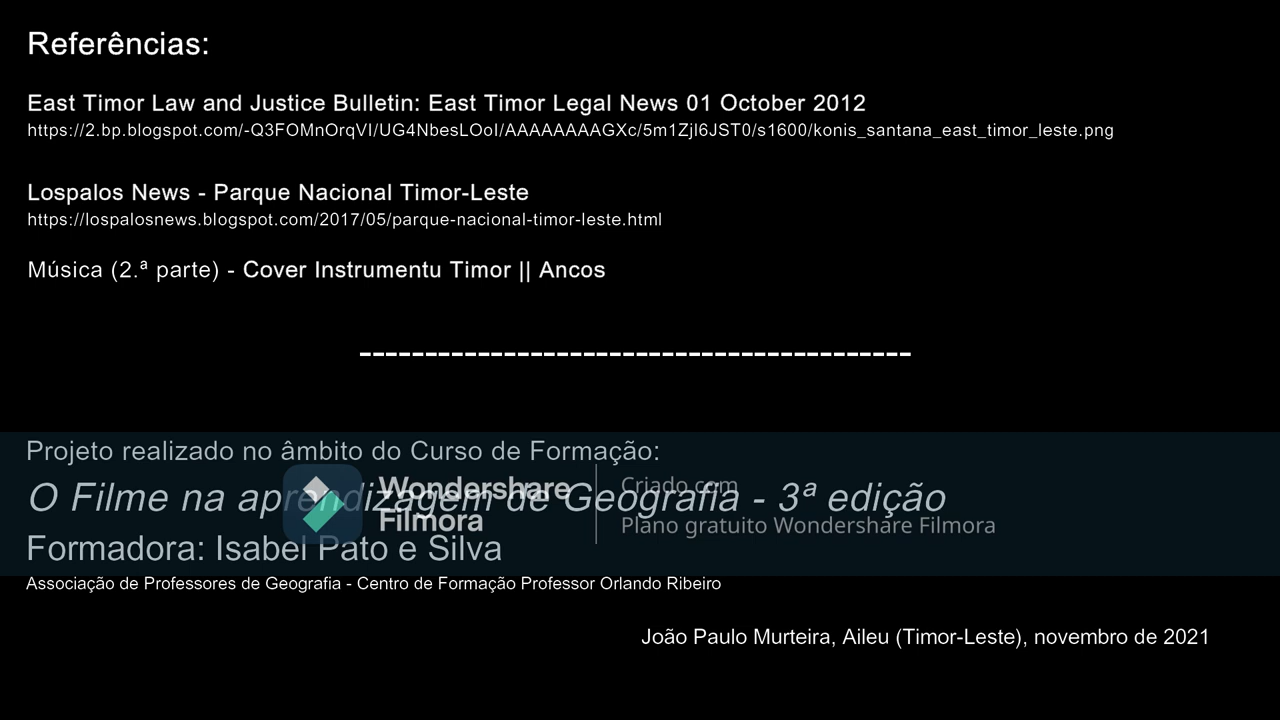 Referências:
East Timor Law and Justice Bulletin: East Timor Legal News 01 October 2012
https://2.bp.blogspot.com/-Q3FOMnOrqVI/UG4NbesLOoI/AAAAAAAAGXc/5m1ZjI6JST0/s1600/konis_santana_east_timor_leste.png
Lospalos News - Parque Nacional Timor-Leste
https://lospalosnews.blogspot.com/2017/05/parque-nacional-timor-leste.html
Música (2.ª parte) - Cover Instrumentu Timor || Ancos
------------------------------------------
Projeto realizado no âmbito do Curso de Formação:
O Filme na aprendizagem de Geografia - 3ª edição
Wondershare
Filmora
Criado com
Plano gratuito Wondershare Filmora
Formadora: Isabel Pato e Silva
Associação de Professores de Geografia - Centro de Formação Professor Orlando Ribeiro
João Paulo Murteira, Aileu (Timor-Leste), novembro de 2021